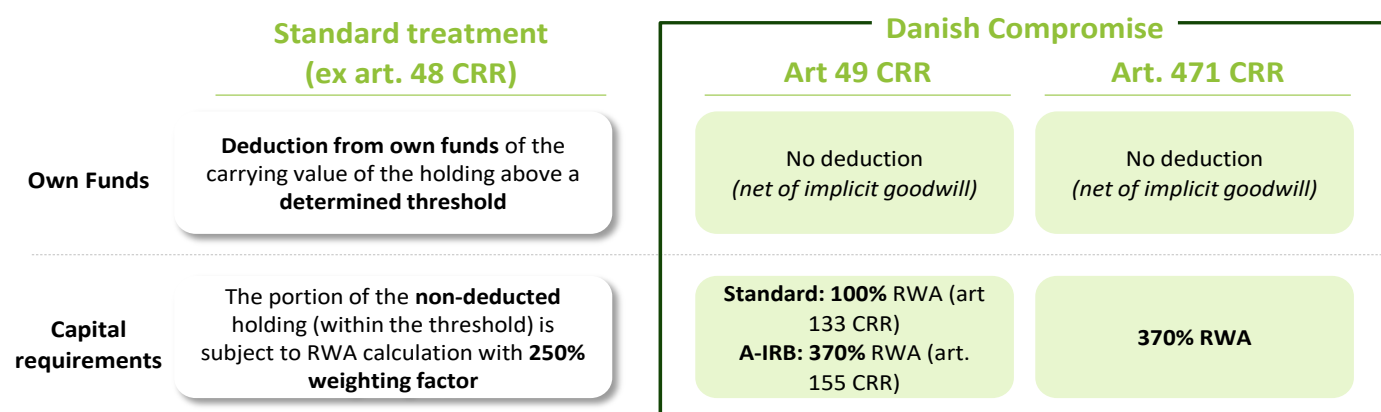 Danish Compromise
Standard treatment
(ex art. 48 CRR)
Art 49 CRR
Art. 471 CRR
Own Funds
Deduction from own funds of the
carrying value of the holding above a
determined threshold
No deduction
(net of implicit goodwill)
No deduction
(net of implicit goodwill)
Capital
requirements
The portion of the non-deducted
holding (within the threshold) is
subject to RWA calculation with 250%
weighting factor
Standard: 100% RWA (art
133 CRR)
A-IRB: 370% RWA (art.
155 CRR)
370% RWA